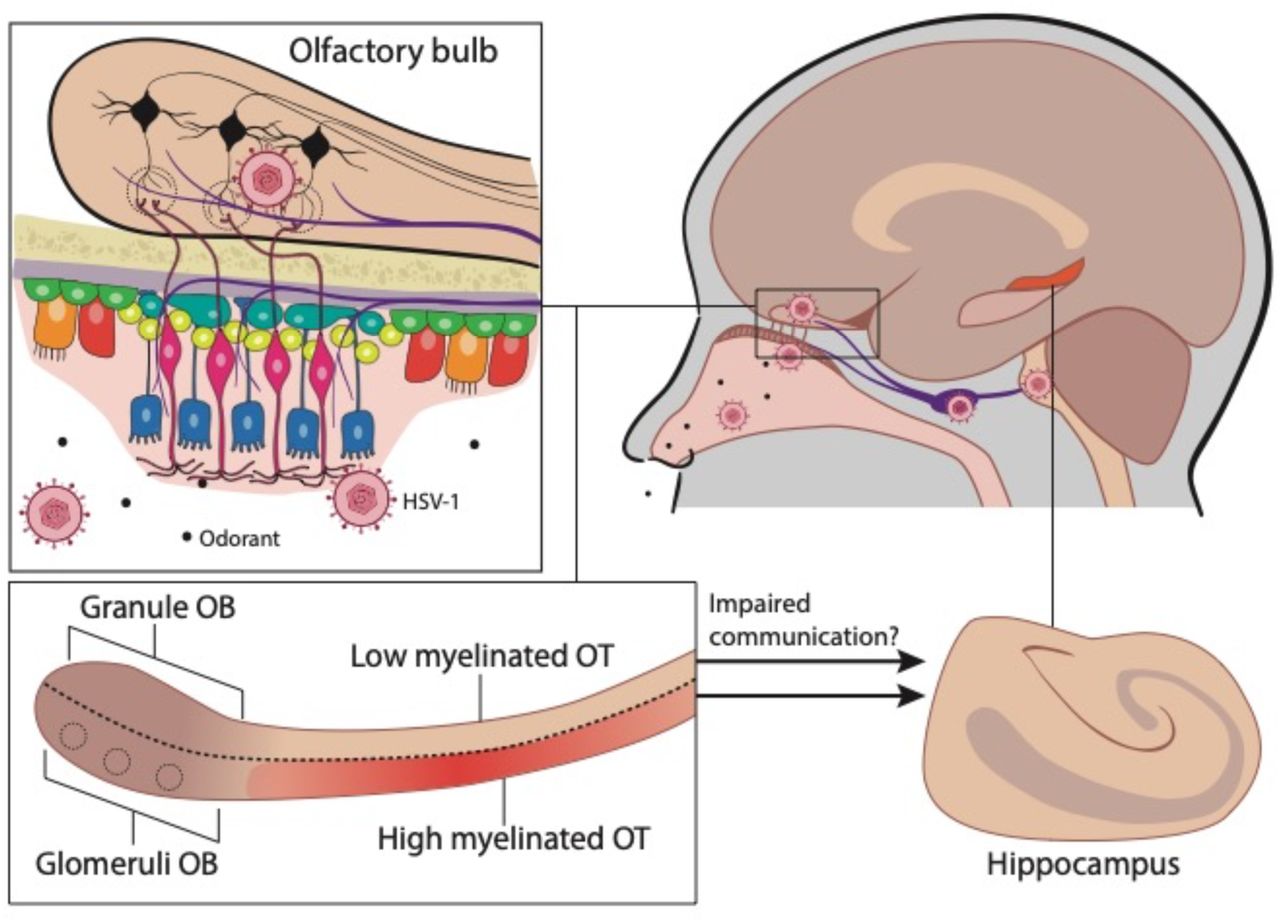 Olfactory bulb
HSV-1
Odorant
Granule OB
Low myelinated OT
High myelinated OT
Glomeruli OB
Impaired
communication?
Hippocampus